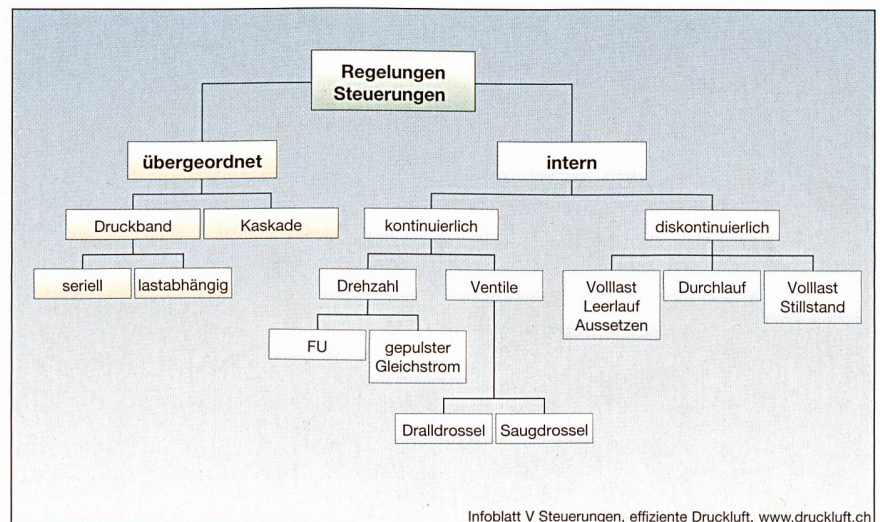 Regelungen
Steuerungen
übergeordnet
intern
Druckband
Kaskade
kontinuierlich
diskontinuierlich
seriell
lastabhängig
Drehzahl
Ventile
Volllast
Leerlauf
Aussetzen
Durchlauf
Volllast
Stillstand
FU
gepulster
Gleichstrom
Dralldrossel
Saugdrossel
Infoblatt V Steuerungen, effiziente Druckluft, www.druckluft.ch